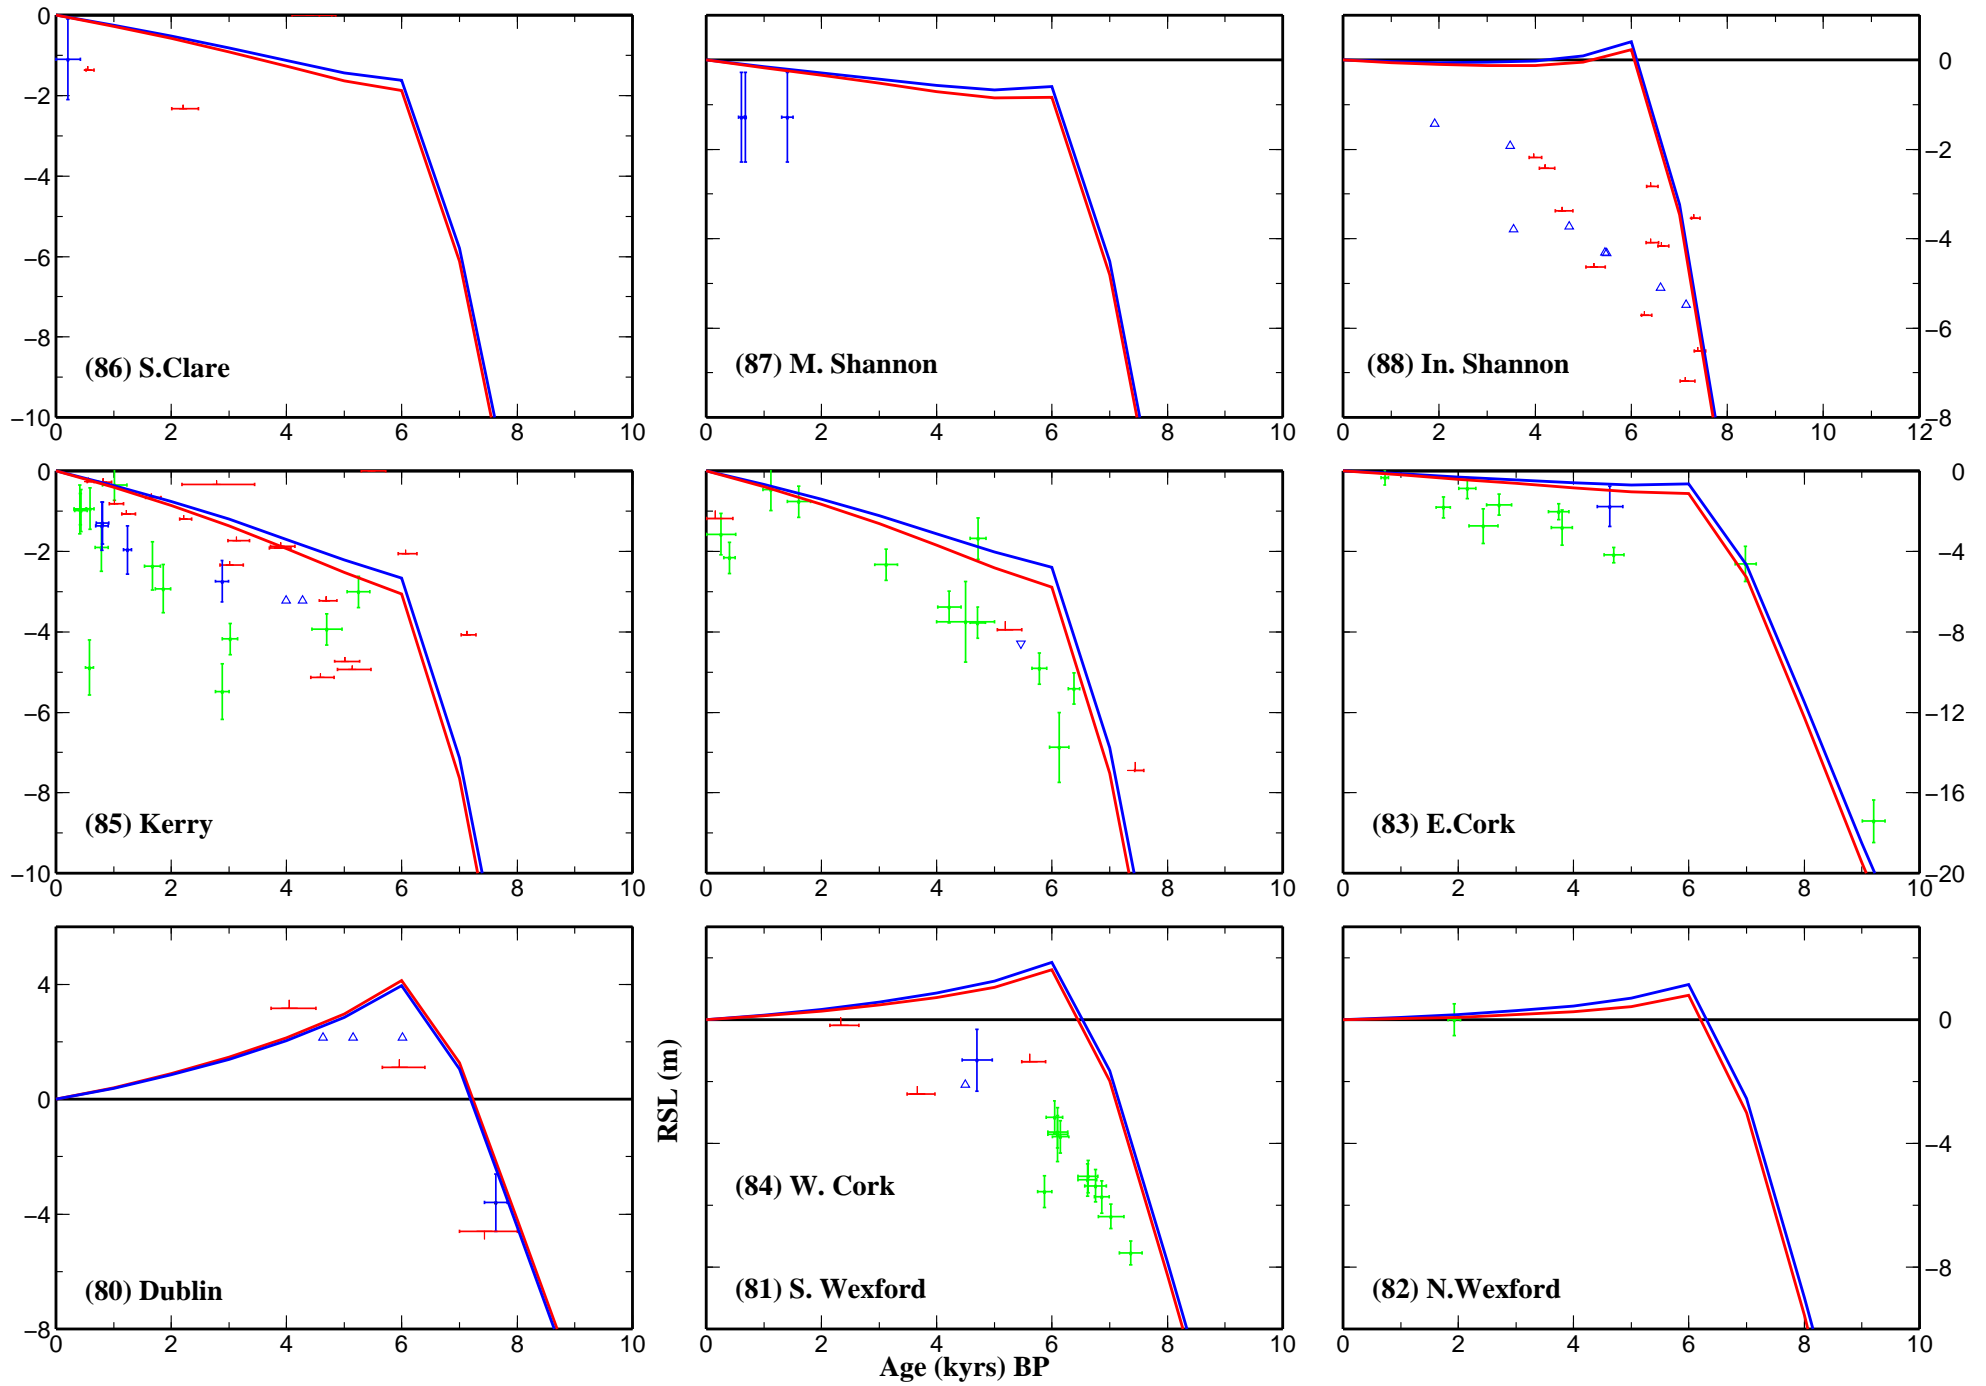 0
−2
−4
−6
−8
−10
0 2 4 6 8 10
(86) S.Clare
0 2 4 6 8 10
(87) M. Shannon
0
−2
−4
−6
−8
0 2 4 6 8 10 12
(88) In. Shannon
0
−2
−4
−6
−8
−10
0 2 4 6 8 10
(85) Kerry
0 2 4 6 8 10
0
−4
−8
−12
−16
−20
0 2 4 6 8 10
(83) E.Cork
4
0
−4
−8
0 2 4 6 8 10
(80) Dublin
RSL (m)
(84) W. Cork
(81) S. Wexford
0 2 4 6 8 10
Age (kyrs) BP
0
−4
−8
0 2 4 6 8 10
(82) N.Wexford